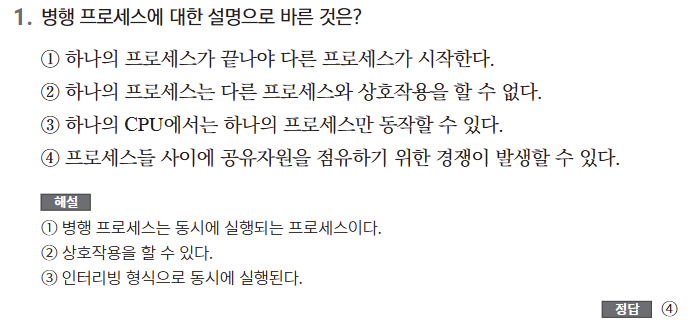 1. 병행 프로세스에 대한 설명으로 바른 것은?
① 하나의 프로세스가 끝나야 다른 프로세스가 시작한다.
② 하나의 프로세스는 다른 프로세스와 상호작용을 할 수 없다.
③ 하나의 CPU에서는 하나의 프로세스만 동작할 수 있다.
④ 프로세스들 사이에 공유자원을 점유하기 위한 경쟁이 발생할 수 있다.
해설
① 병행 프로세스는 동시에 실행되는 프로세스이다.
② 상호작용을 할 수 있다.
③ 인터리빙 형식으로 동시에 실행된다.
정답 ④